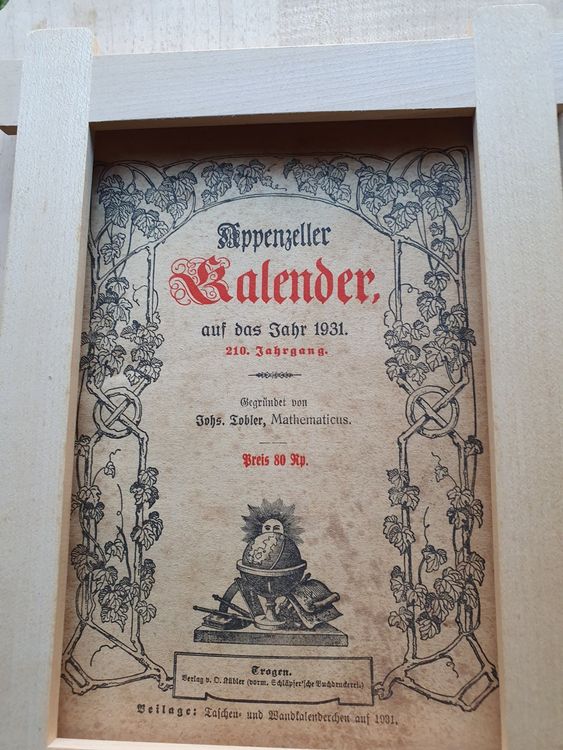 Appenzeller
Kalender,
auf das Jahr 1931.
210. Jahrgang.
Gegründet von
Johs. Tobler, Mathematicus.
Preis 80 Rp.
Trogen.
Verlag v. O. Kübler (vorm. Schläpfer'sche Buchdruckerei.)
Beilage: Taschen- und Wandkalenderchen auf 1931.